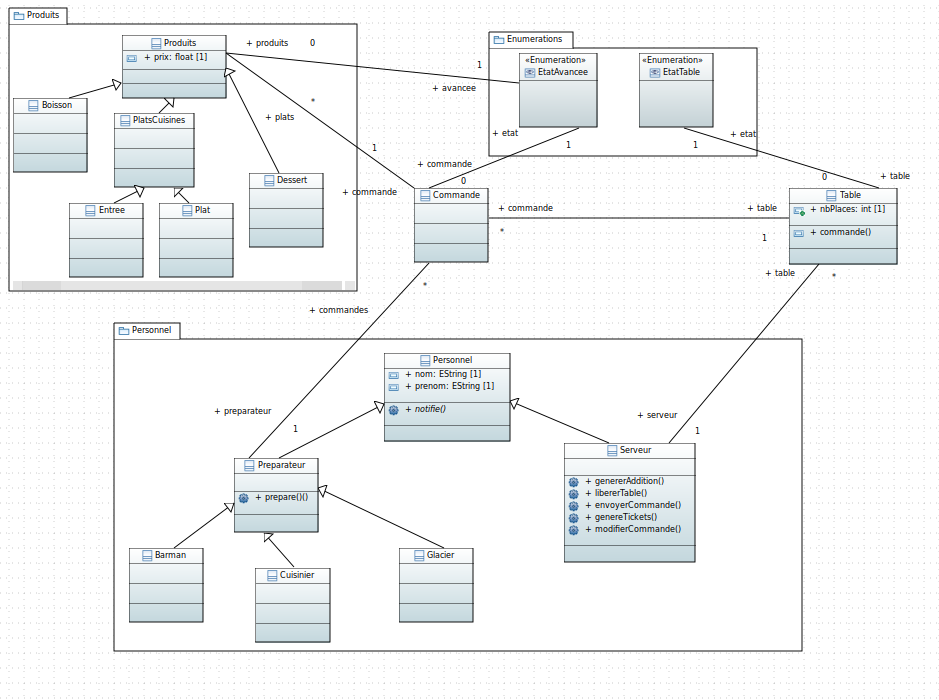 Produits
Produits
+ prix: float [1]
+ produits
0
Enumerations
«Enumeration»
EtatAvancee
«Enumeration»
EtatTable
1
+ avancee
Boisson
PlatsCuisines
*
+ plats
1
+ etat
1
1
+ etat
+ commande
0
0
+ table
Dessert
+ commande
Commande
Table
+ nbPlaces: int [1]
+ commande()
Entree
Plat
+ commande
*
+ table
1
+ table
*
*
+ commandes
Personnel
Personnel
+ nom: EString [1]
+ prenom: EString [1]
+ notifie()
+ preparateur
1
+ serveur
1
Preparateur
+ prepare()()
Serveur
+ genererAddition()
+ libererTable()
+ envoyerCommande()
+ genereTickets()
+ modifierCommande()
Barman
Cuisinier
Glacier